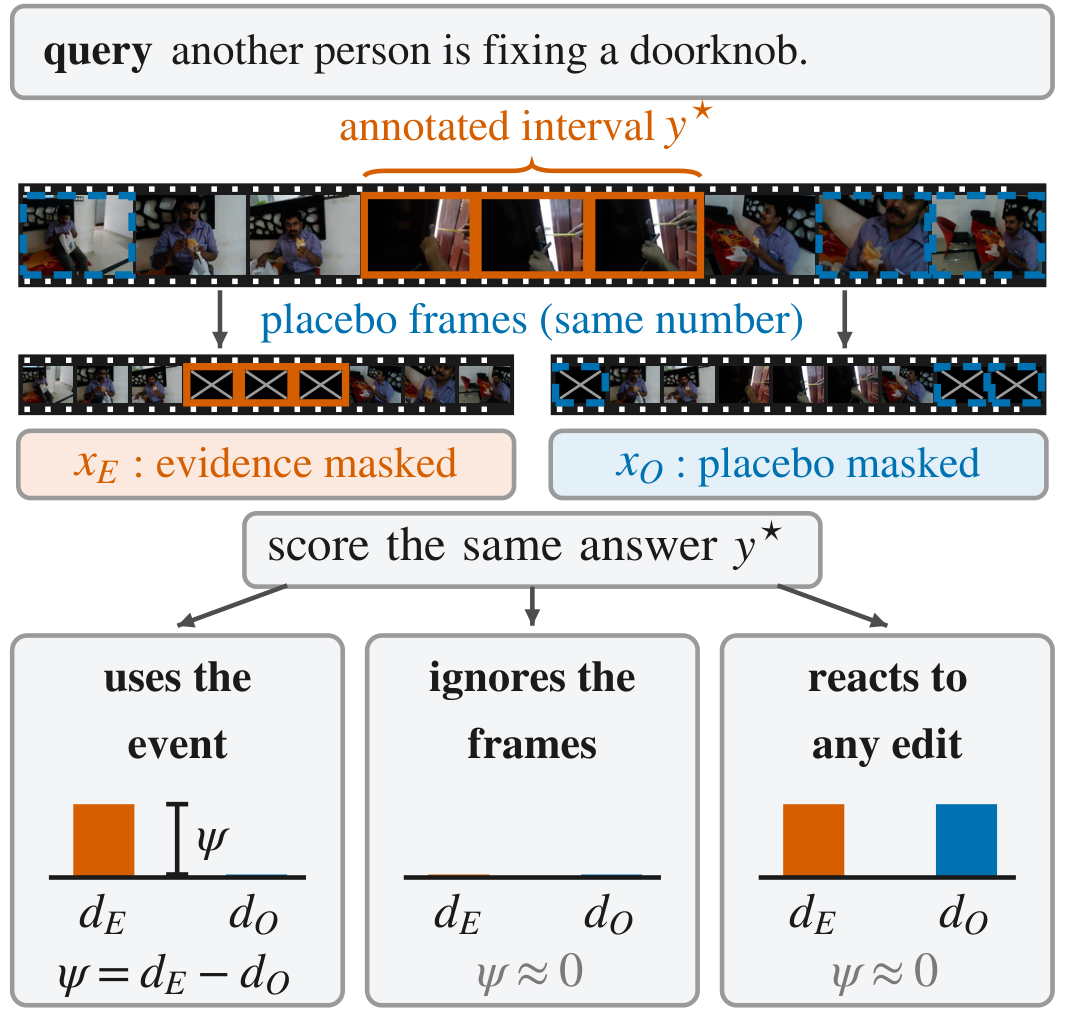 query another person is fixing a doorknob.
annotated interval y★
placebo frames (same number)
x_E : evidence masked
x_O : placebo masked
score the same answer y★
uses the
event
ψ
d_E d_O
ψ = d_E − d_O
ignores the
frames
d_E d_O
ψ ≈ 0
reacts to
any edit
d_E d_O
ψ ≈ 0